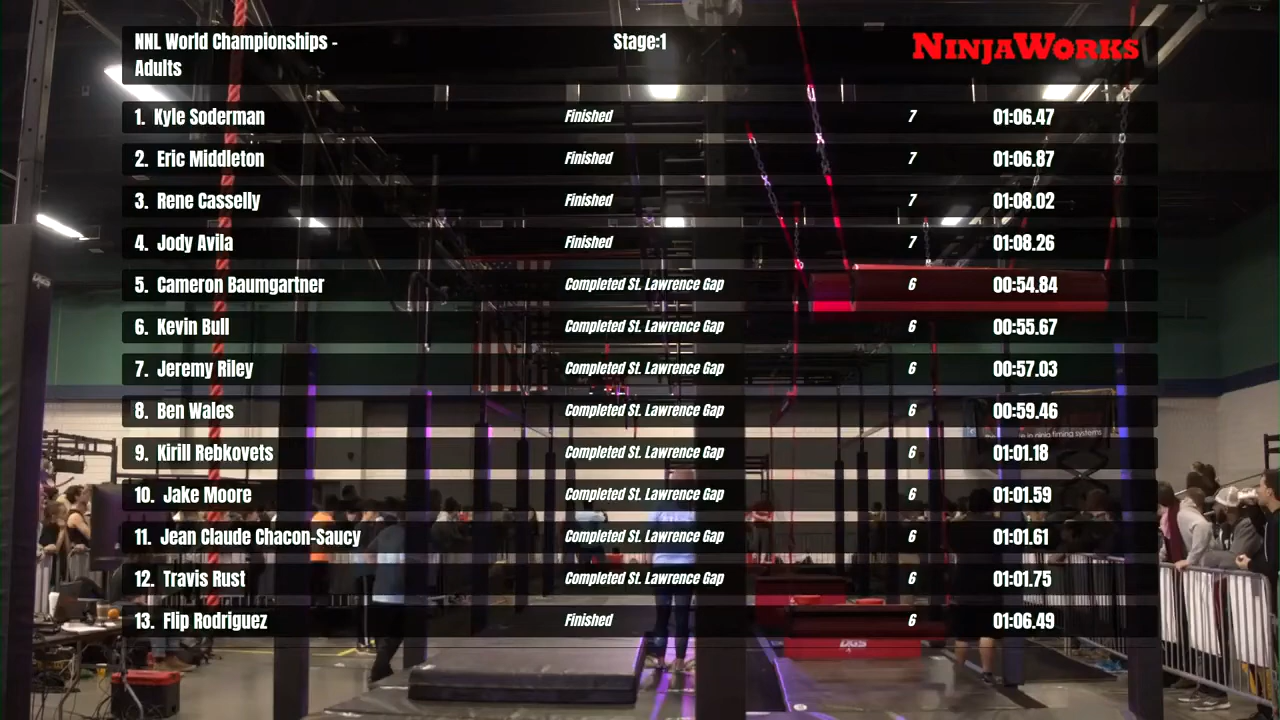 NNL World Championships - Stage:1 NINJAWORKS
Adults
1. Kyle Soderman Finished 7 01:06.47
2. Eric Middleton Finished 7 01:06.87
3. Rene Casselly Finished 7 01:08.02
4. Jody Avila Finished 7 01:08.26
5. Cameron Baumgartner Completed St. Lawrence Gap 6 00:54.84
6. Kevin Bull Completed St. Lawrence Gap 6 00:55.67
7. Jeremy Riley Completed St. Lawrence Gap 6 00:57.03
8. Ben Wales Completed St. Lawrence Gap 6 00:59.46
in ninja timing systems
9. Kirill Rebkovets Completed St. Lawrence Gap 6 01:01.18
10. Jake Moore Completed St. Lawrence Gap 6 01:01.59
11. Jean Claude Chacon-Saucy Completed St. Lawrence Gap 6 01:01.61
12. Travis Rust Completed St. Lawrence Gap 6 01:01.75
13. Flip Rodriguez Finished 6 01:06.49
DGS